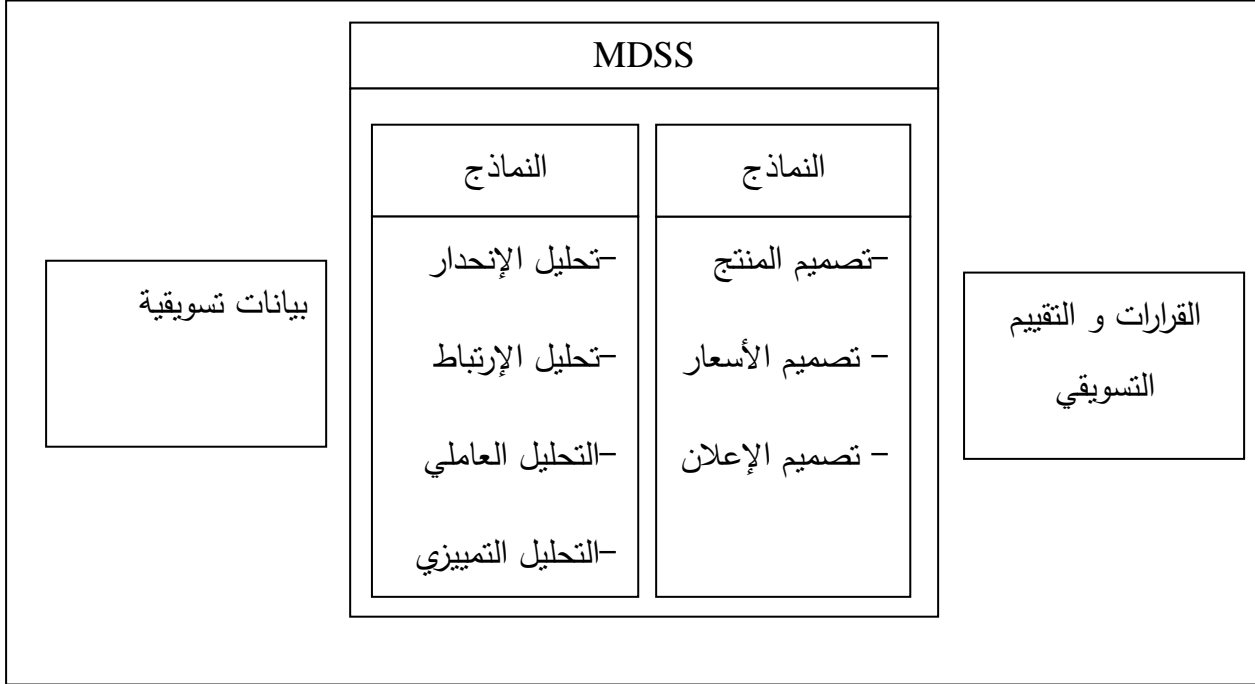 MDSS
النماذج
-تصميم المنتج
- تصميم الأسعار
- تصميم الإعلان
النماذج
-تحليل الإنحدار
-تحليل الإرتباط
-التحليل العاملي
-التحليل التمييزي
القرارات و التقييم
التسويقي
بيانات تسويقية